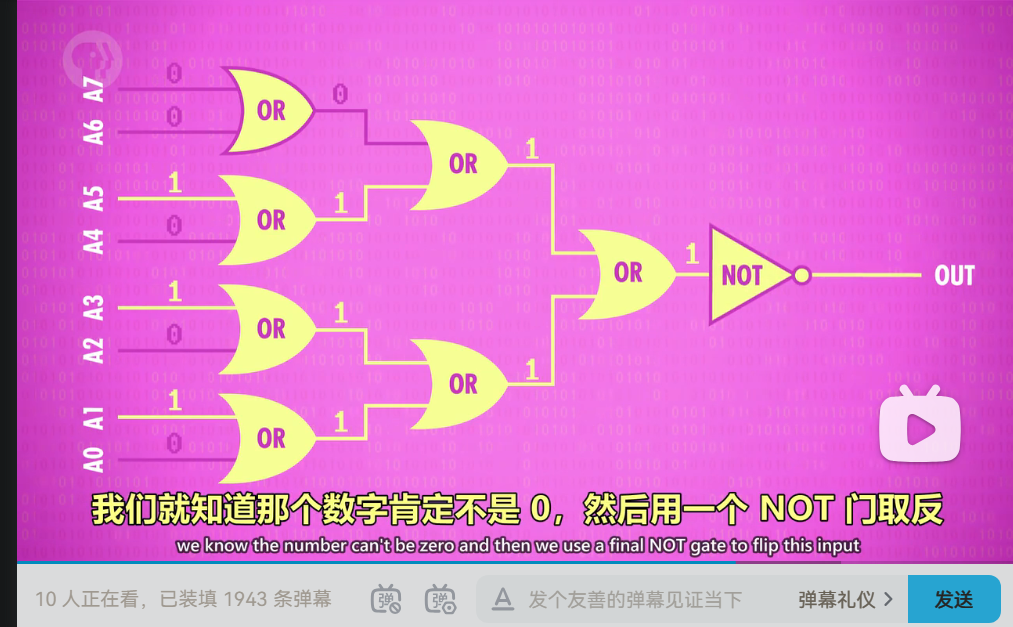 A7
0
A6
0
OR
0
A5
1
A4
0
OR
1
OR
1
A3
1
A2
0
OR
1
A1
1
A0
0
OR
1
OR
1
OR
1
NOT
OUT
我们就知道那个数字肯定不是 0，然后用一个 NOT 门取反
we know the number can't be zero and then we use a final NOT gate to flip this input
10 人正在看，已装填 1943 条弹幕
弹
弹
A
发个友善的弹幕见证当下
弹幕礼仪 >
发送